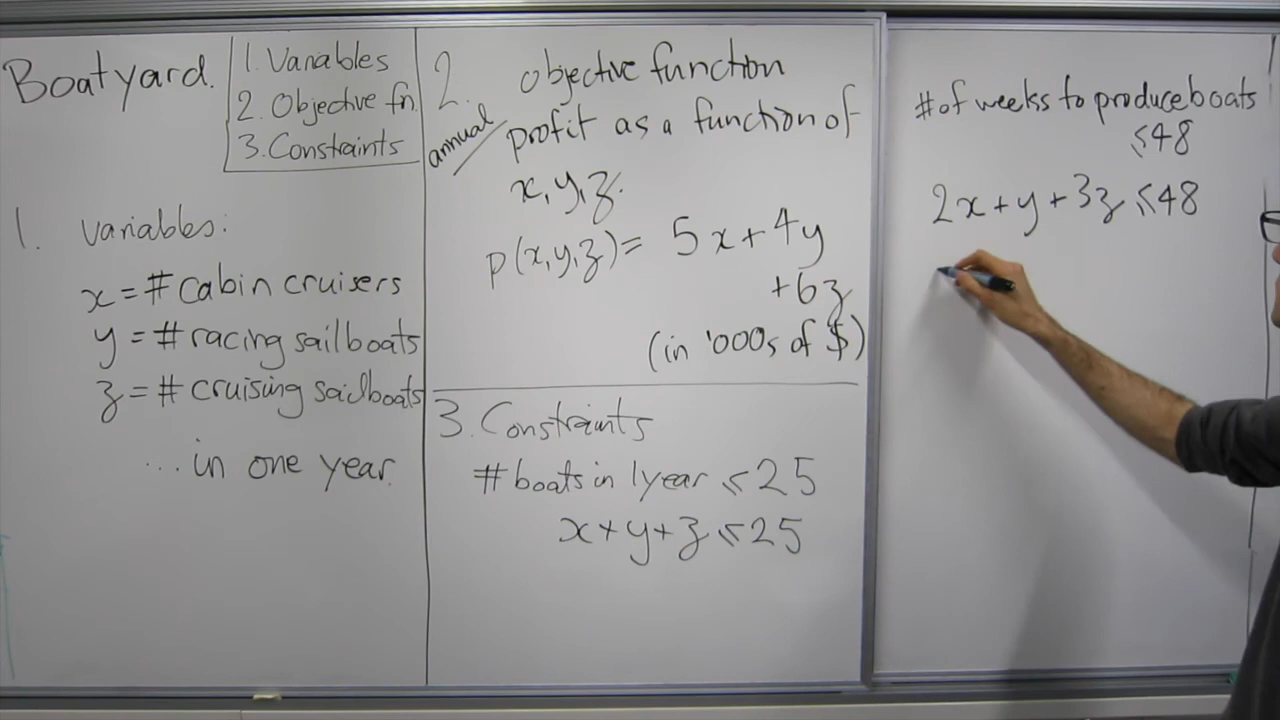 Boatyard.
1. Variables
2. Objective fn.
3. Constraints
1. Variables:
x = # cabin cruisers
y = # racing sailboats
z = # cruising sailboats
... in one year.
2. objective function
annual / profit as a function of
x, y, z.
p(x,y,z) = 5x + 4y
+6z
(in '000s of $)
3. Constraints
# boats in 1 year ⩽ 25
x + y + z ⩽ 25
# of weeks to produce boats
⩽ 48
2x + y + 3z ⩽ 48